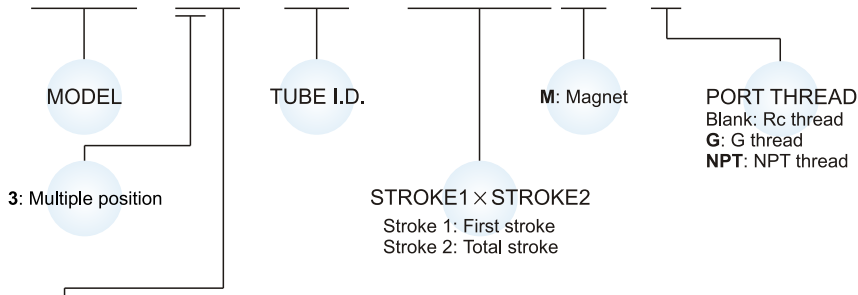 MODEL
TUBE I.D.
M: Magnet
PORT THREAD
Blank: Rc thread
G: G thread
NPT: NPT thread
3: Multiple position
STROKE1×STROKE2
Stroke 1: First stroke
Stroke 2: Total stroke